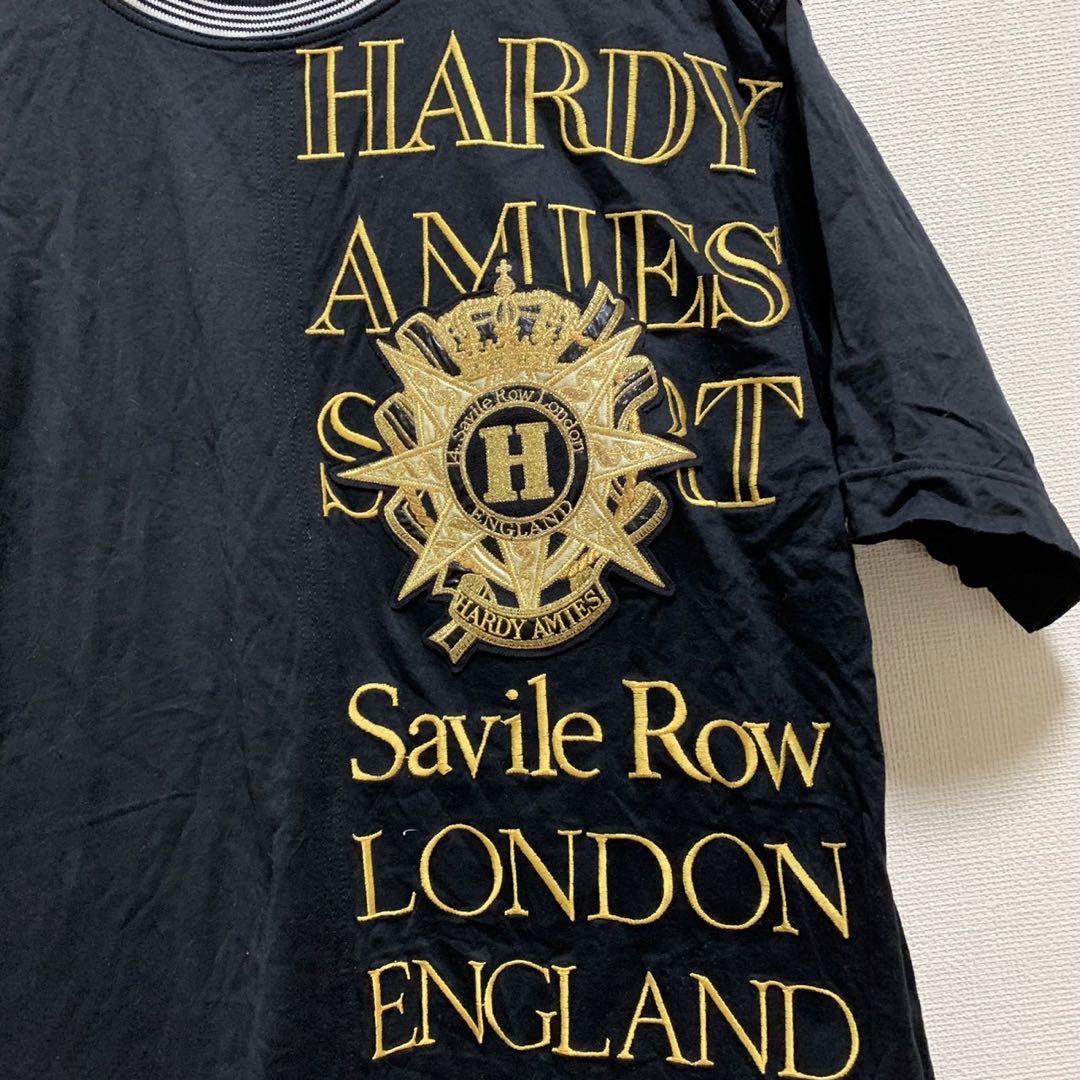 HARDY
AMIES
14, Savile Row London
H
ENGLAND
HARDY AMIES
Savile Row
LONDON
ENGLAND